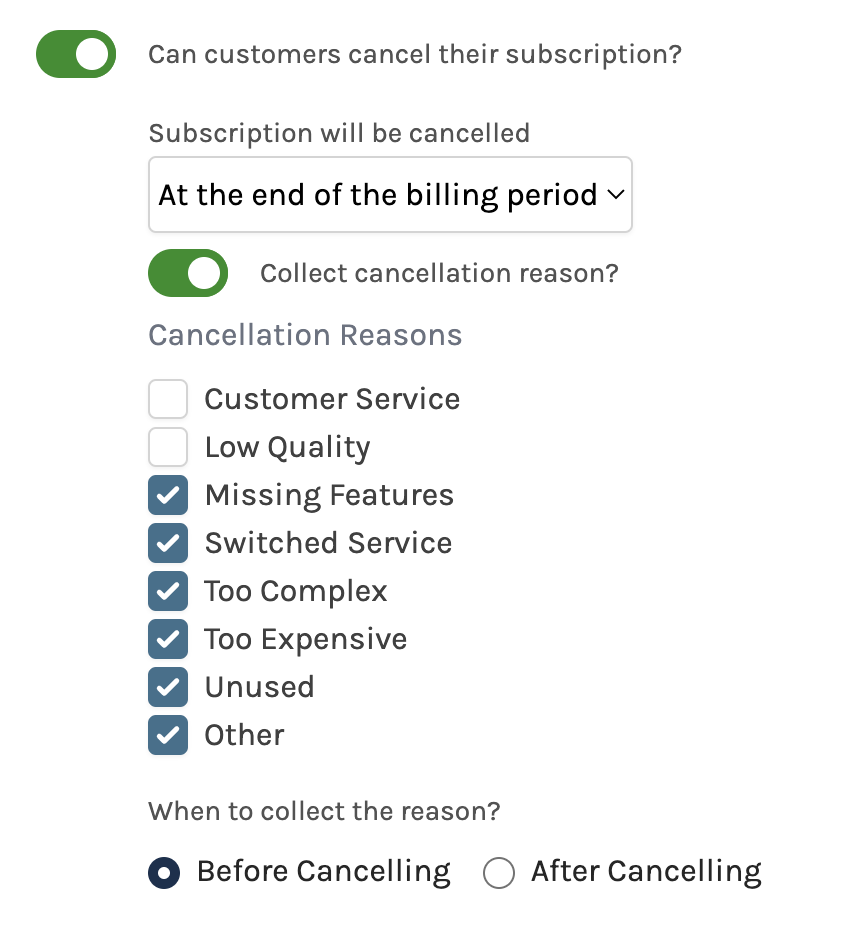 Can customers cancel their subscription?
Subscription will be cancelled
At the end of the billing period
Collect cancellation reason?
Cancellation Reasons
Customer Service
Low Quality
Missing Features
Switched Service
Too Complex
Too Expensive
Unused
Other
When to collect the reason?
Before Cancelling After Cancelling